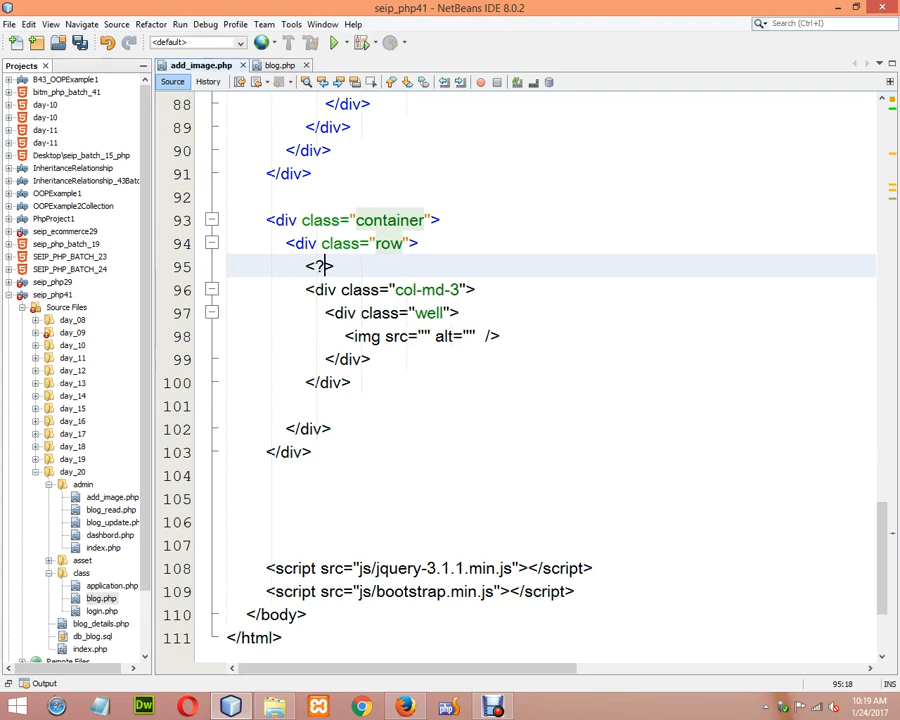 seip_php41 - NetBeans IDE 8.0.2
File Edit View Navigate Source Refactor Run Debug Profile Team Tools Window Help
Search (Ctrl+I)
<default>
Projects
add_image.php
blog.php
Source History
B43_OOPExample1
bitm_php_batch_41
day-10
day-10
day-11
day-11
Desktop\seip_batch_15_php
InheritanceRelationship
InheritanceRelationship_43Batc
OOPExample1
OOPExample2Collection
PhpProject1
seip_ecommerce29
seip_php_batch_19
SEIP_PHP_BATCH_23
SEIP_PHP_BATCH_24
seip_php29
seip_php41
Source Files
day_08
day_09
day_10
day_11
day_12
day_13
day_14
day_15
day_16
day_17
day_18
day_19
day_20
admin
add_image.php
blog_read.php
blog_update.ph
dashbord.php
index.php
asset
class
application.php
blog.php
login.php
blog_details.php
db_blog.sql
index.php
Remote Files
88 </div>
89 </div>
90 </div>
91 </div>
92
93 <div class="container">
94 <div class="row">
95 <?>
96 <div class="col-md-3">
97 <div class="well">
98 <img src="" alt="" />
99 </div>
100 </div>
101
102 </div>
103 </div>
104
105
106
107
108 <script src="js/jquery-3.1.1.min.js"></script>
109 <script src="js/bootstrap.min.js"></script>
110 </body>
111 </html>
Output
95:18 INS
Dw
php
10:19 AM
1/24/2017